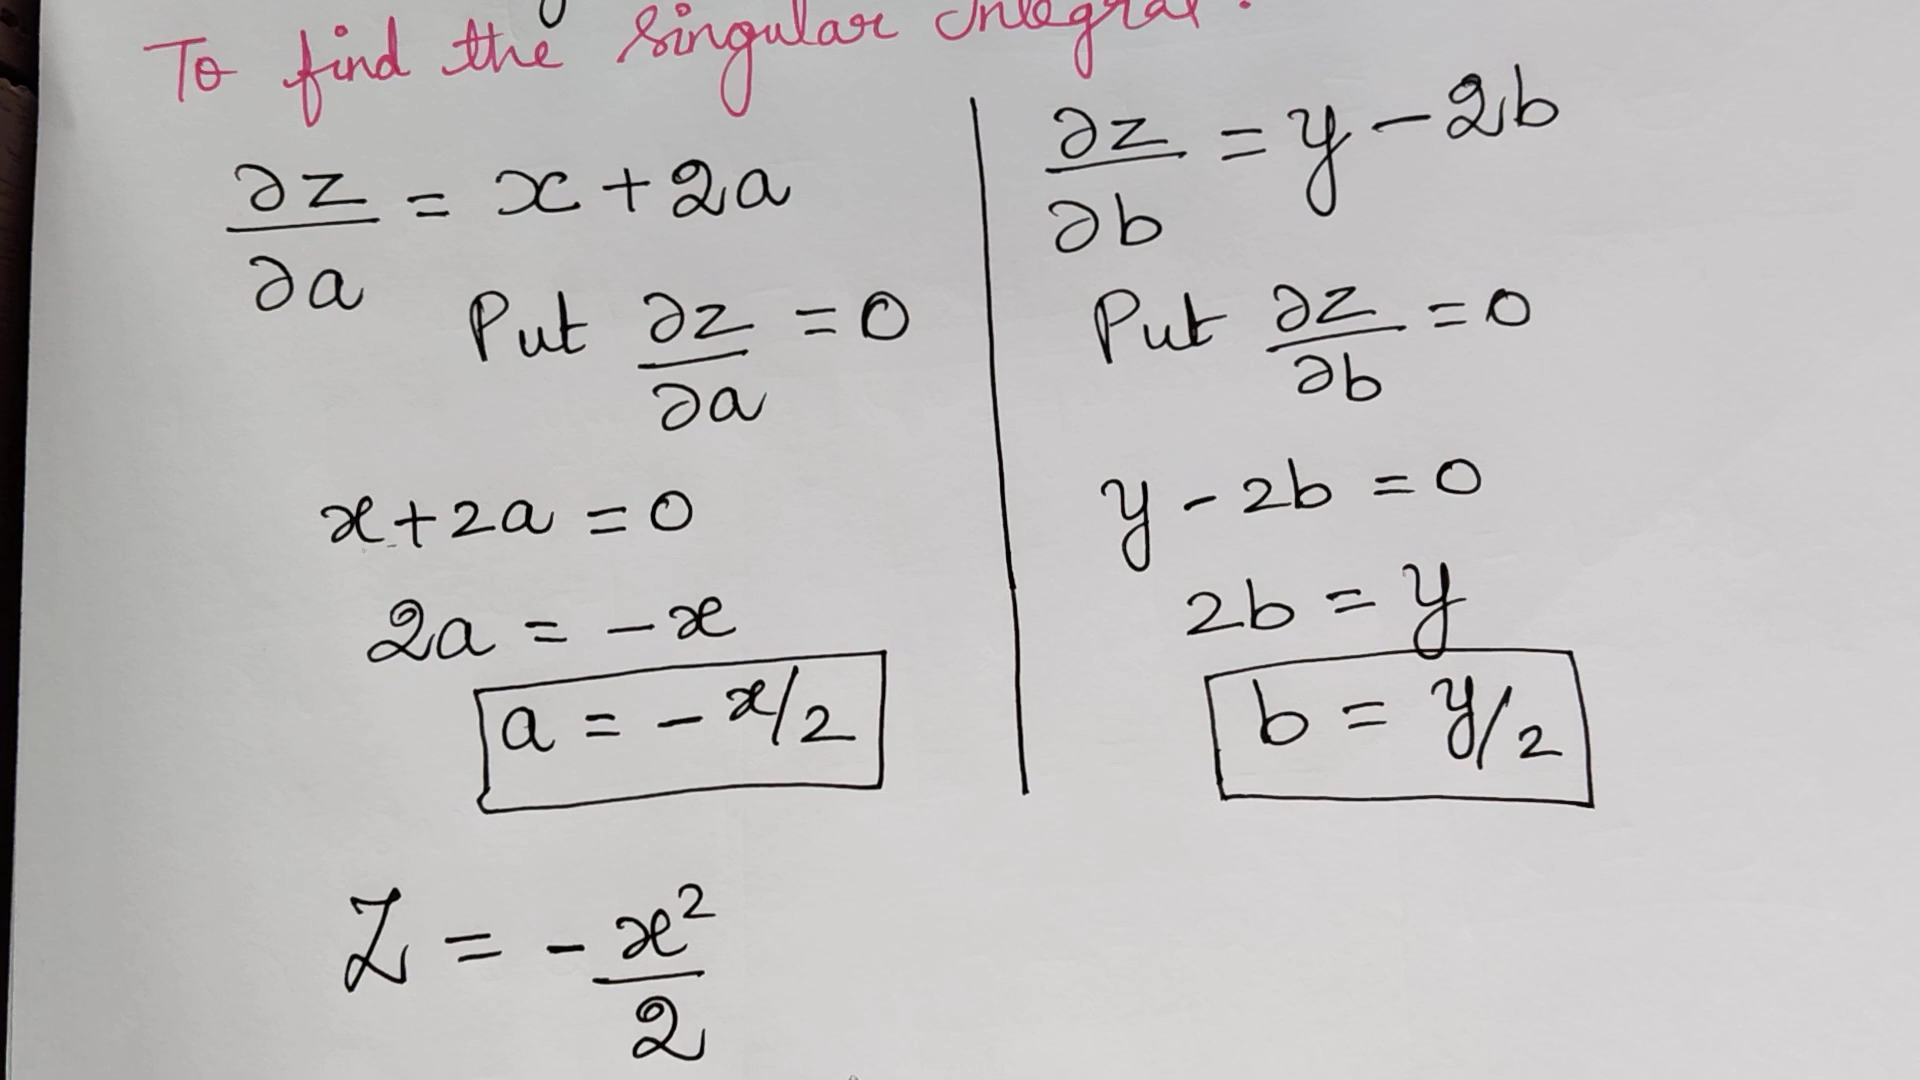 To find the singular integral.
∂z/∂a = x + 2a
Put ∂z/∂a = 0
x + 2a = 0
2a = -x
a = -x/2
∂z/∂b = y - 2b
Put ∂z/∂b = 0
y - 2b = 0
2b = y
b = y/2
Z = -x²/2